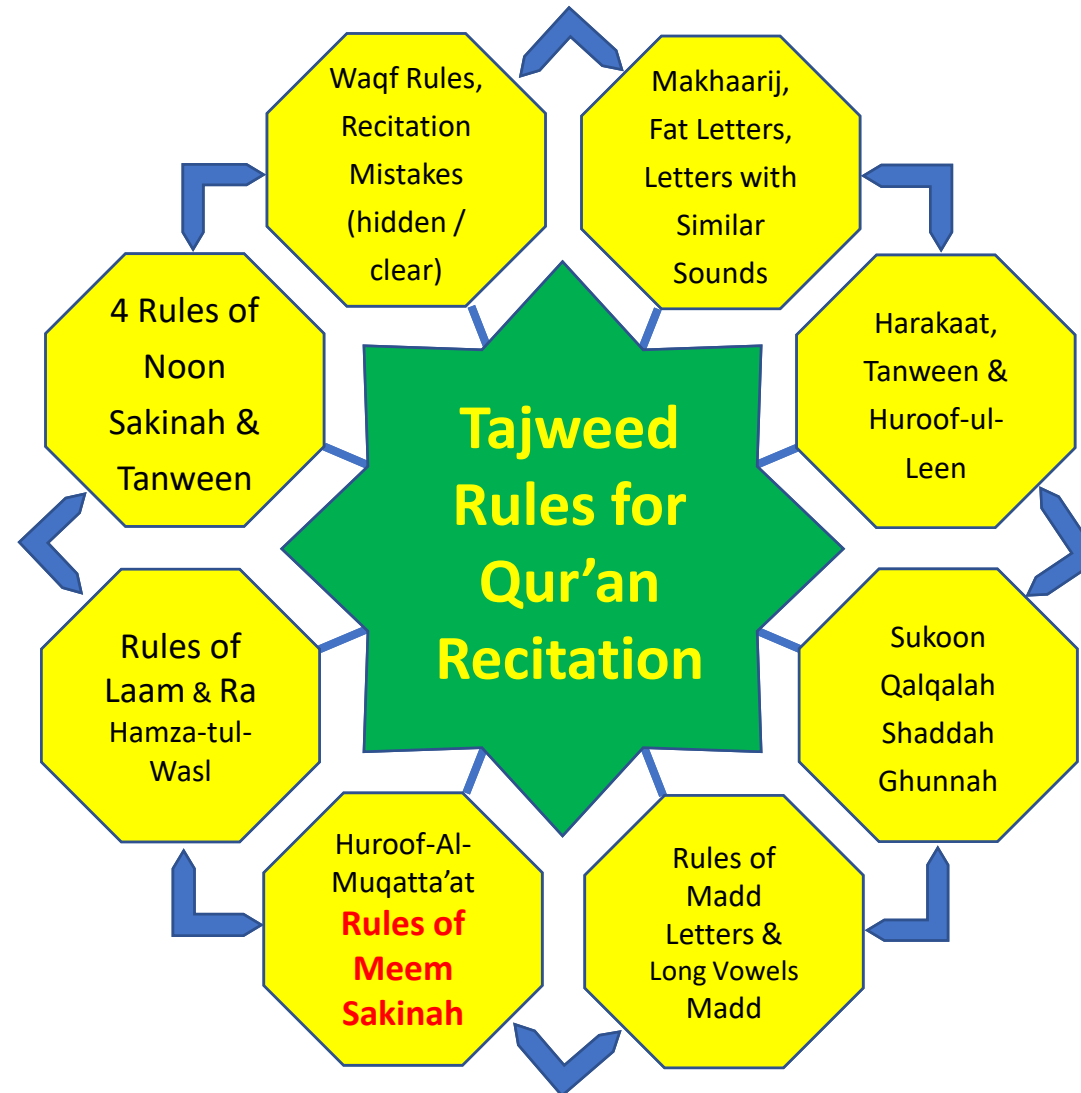 Waqf Rules,
Recitation
Mistakes
(hidden /
clear)
Makhaarij,
Fat Letters,
Letters with
Similar
Sounds
Harakaat,
Tanween &
Huroof-ul-
Leen
Sukoon
Qalqalah
Shaddah
Ghunnah
Rules of
Madd
Letters &
Long Vowels
Madd
Huroof-Al-
Muqatta’at
Rules of
Meem
Sakinah
Rules of
Laam & Ra
Hamza-tul-
Wasl
4 Rules of
Noon
Sakinah &
Tanween
Tajweed
Rules for
Qur’an
Recitation